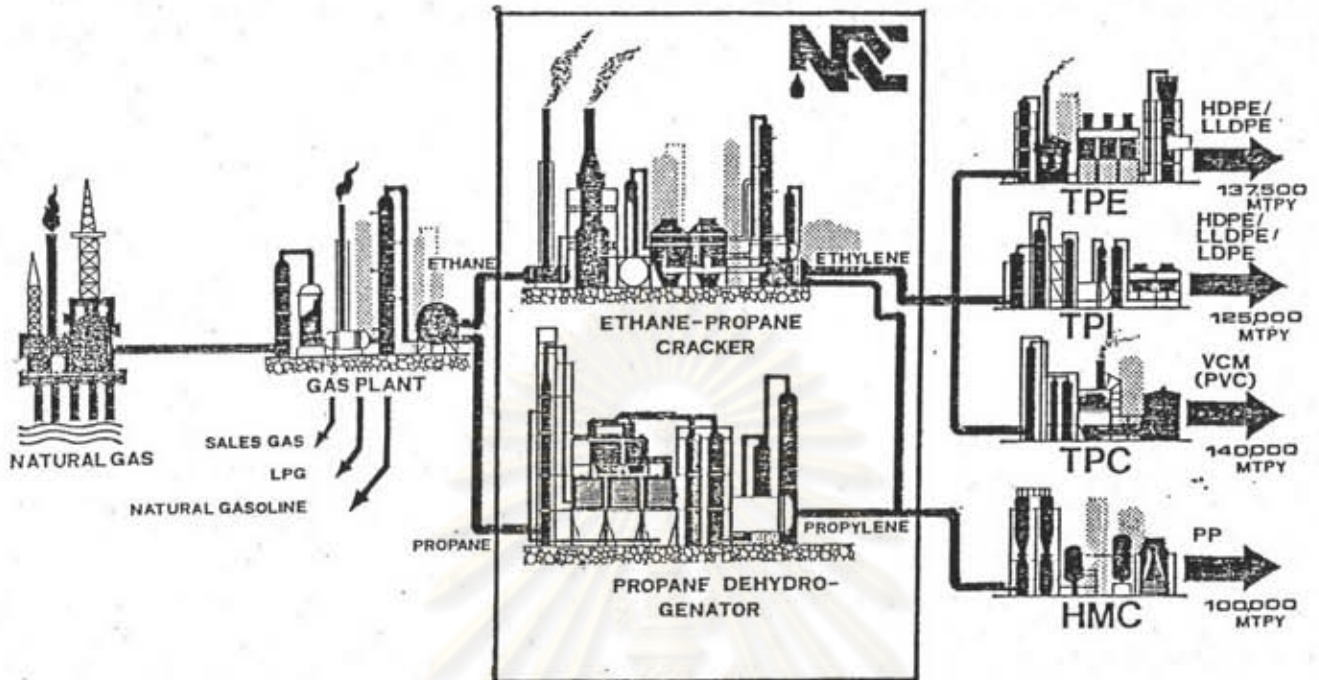 NPC
HDPE/
LLDPE
137,500
MTPY
TPE
HDPE/
LLDPE/
LDPE
125,000
MTPY
TPI
VCM
(PVC)
140,000
MTPY
TPC
PP
100,000
MTPY
HMC
ETHANE
ETHYLENE
ETHANE-PROPANE
CRACKER
GAS PLANT
NATURAL GAS
SALES GAS
LPG
NATURAL GASOLINE
PROPANE
PROPYLENE
PROPANE DEHYDRO-
GENATOR